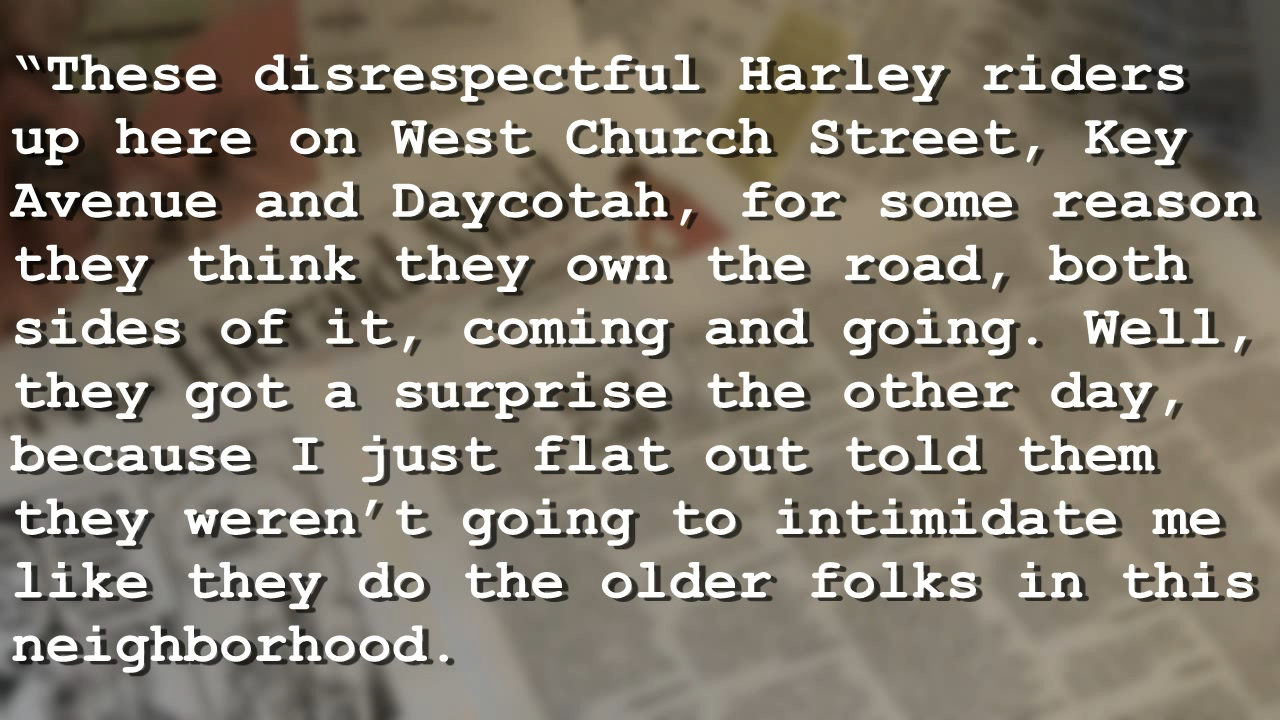 “These disrespectful Harley riders
up here on West Church Street, Key
Avenue and Daycotah, for some reason
they think they own the road, both
sides of it, coming and going. Well,
they got a surprise the other day,
because I just flat out told them
they weren’t going to intimidate me
like they do the older folks in this
neighborhood.
Herald-Mail